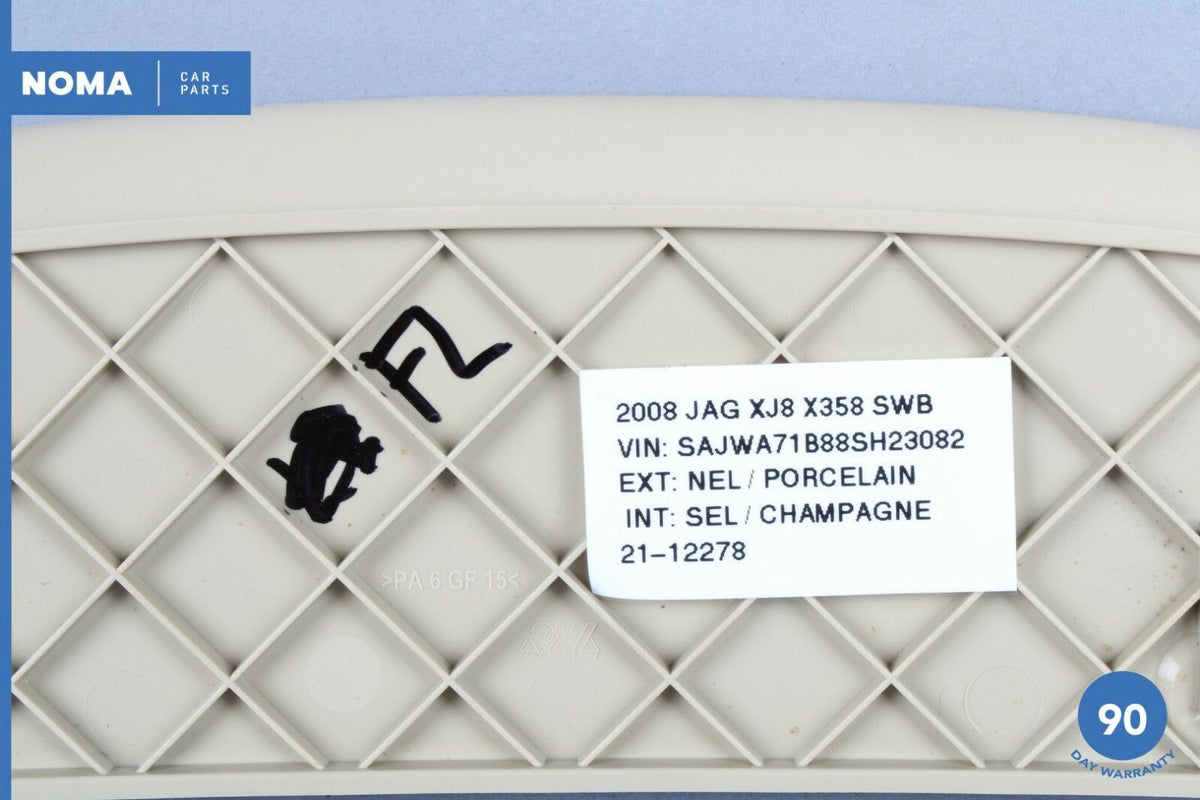 NOMA
CAR
PARTS
FL
2008 JAG XJ8 X358 SWB
VIN: SAJWA71B88SH23082
EXT: NEL / PORCELAIN
INT: SEL / CHAMPAGNE
21-12278
>PA 6 GF 15<
90
DAY WARRANTY